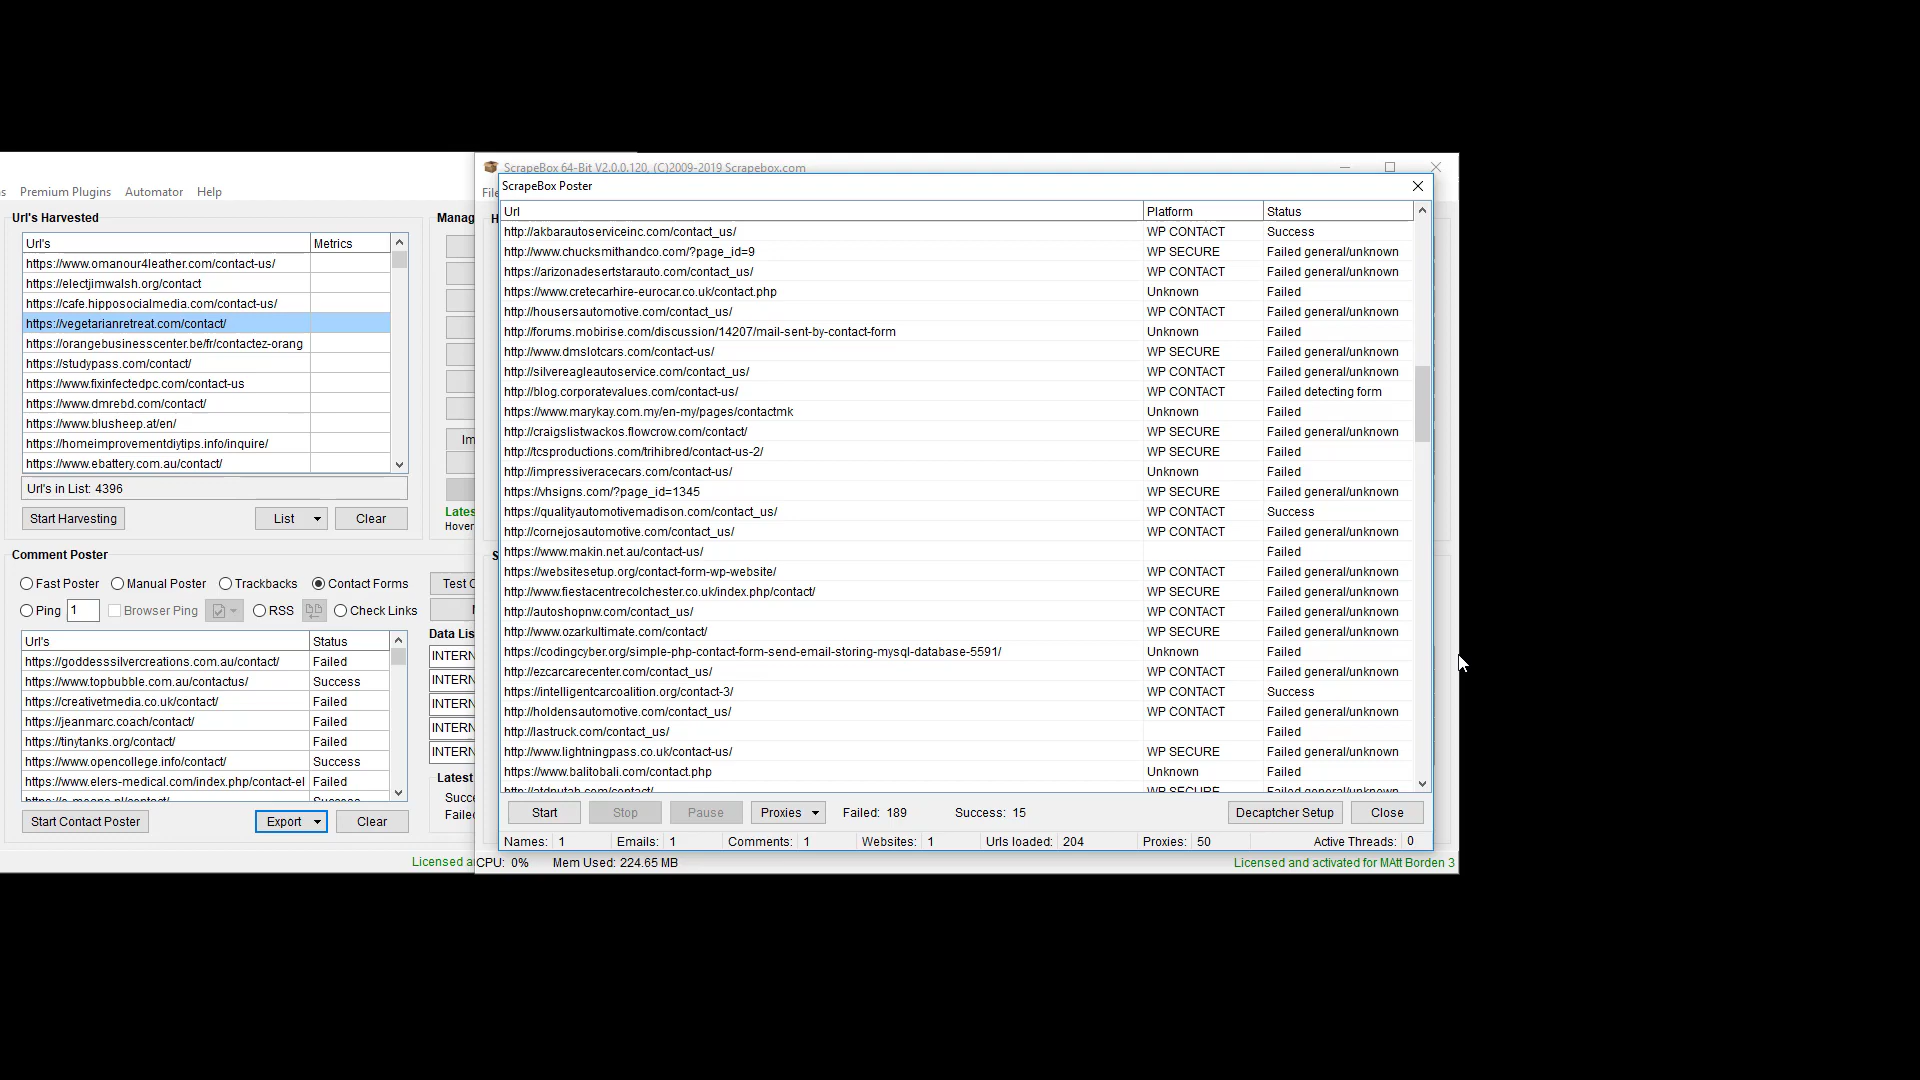 ScrapeBox 64-Bit V2.0.0.120, (C)2009-2019 Scrapebox.com
s Premium Plugins Automator Help
File
Url's Harvested
Manag
H
Url's Metrics
https://www.omanour4leather.com/contact-us/
https://electjimwalsh.org/contact
https://cafe.hipposocialmedia.com/contact-us/
https://vegetarianretreat.com/contact/
https://orangebusinesscenter.be/fr/contactez-orang
https://studypass.com/contact/
https://www.fixinfectedpc.com/contact-us
https://www.dmrebd.com/contact/
https://www.blusheep.at/en/
https://homeimprovementdiytips.info/inquire/
https://www.ebattery.com.au/contact/
Im
Url's in List: 4396
Start Harvesting List Clear
Lates
Hover
Comment Poster
S
Fast Poster Manual Poster Trackbacks Contact Forms
Test C
Ping 1 Browser Ping RSS Check Links
Url's Status
https://goddesssilvercreations.com.au/contact/ Failed
https://www.topbubble.com.au/contactus/ Success
https://creativetmedia.co.uk/contact/ Failed
https://jeanmarc.coach/contact/ Failed
https://tinytanks.org/contact/ Failed
https://www.opencollege.info/contact/ Success
https://www.elers-medical.com/index.php/contact-el Failed
Data Lis
INTERN
INTERN
INTERN
INTERN
INTERN
Latest
Succe
Failed
Start Contact Poster Export Clear
Licensed a
ScrapeBox Poster
Url Platform Status
http://akbarautoserviceinc.com/contact_us/ WP CONTACT Success
http://www.chucksmithandco.com/?page_id=9 WP SECURE Failed general/unknown
https://arizonadesertstarauto.com/contact_us/ WP CONTACT Failed general/unknown
https://www.cretecarhire-eurocar.co.uk/contact.php Unknown Failed
http://housersautomotive.com/contact_us/ WP CONTACT Failed general/unknown
http://forums.mobirise.com/discussion/14207/mail-sent-by-contact-form Unknown Failed
http://www.dmslotcars.com/contact-us/ WP SECURE Failed general/unknown
http://silvereagleautoservice.com/contact_us/ WP CONTACT Failed general/unknown
http://blog.corporatevalues.com/contact-us/ WP CONTACT Failed detecting form
https://www.marykay.com.my/en-my/pages/contactmk Unknown Failed
http://craigslistwackos.flowcrow.com/contact/ WP SECURE Failed general/unknown
http://tcsproductions.com/trihibred/contact-us-2/ WP SECURE Failed general/unknown
http://impressiveracecars.com/contact-us/ Unknown Failed
https://vhsigns.com/?page_id=1345 WP SECURE Failed general/unknown
https://qualityautomotivemadison.com/contact_us/ WP CONTACT Success
http://cornejosautomotive.com/contact_us/ WP CONTACT Failed general/unknown
https://www.makin.net.au/contact-us/ Failed
https://websitesetup.org/contact-form-wp-website/ WP CONTACT Failed general/unknown
http://www.fiestacentrecolchester.co.uk/index.php/contact/ WP SECURE Failed general/unknown
http://autoshopnw.com/contact_us/ WP CONTACT Failed general/unknown
http://www.ozarkultimate.com/contact/ WP SECURE Failed general/unknown
https://codingcyber.org/simple-php-contact-form-send-email-storing-mysql-database-5591/ Unknown Failed
http://ezcarcarecenter.com/contact_us/ WP CONTACT Failed general/unknown
https://intelligentcarcoalition.org/contact-3/ WP CONTACT Success
http://holdensautomotive.com/contact_us/ WP CONTACT Failed general/unknown
http://lastruck.com/contact_us/ Failed
http://www.lightningpass.co.uk/contact-us/ WP SECURE Failed general/unknown
https://www.balitobali.com/contact.php Unknown Failed
WP SECURE Failed general/unknown
Start Stop Pause Proxies Failed: 189 Success: 15 Decaptcher Setup Close
Names: 1 Emails: 1 Comments: 1 Websites: 1 Urls loaded: 204 Proxies: 50 Active Threads: 0
CPU: 0% Mem Used: 224.65 MB Licensed and activated for MAtt Borden 3